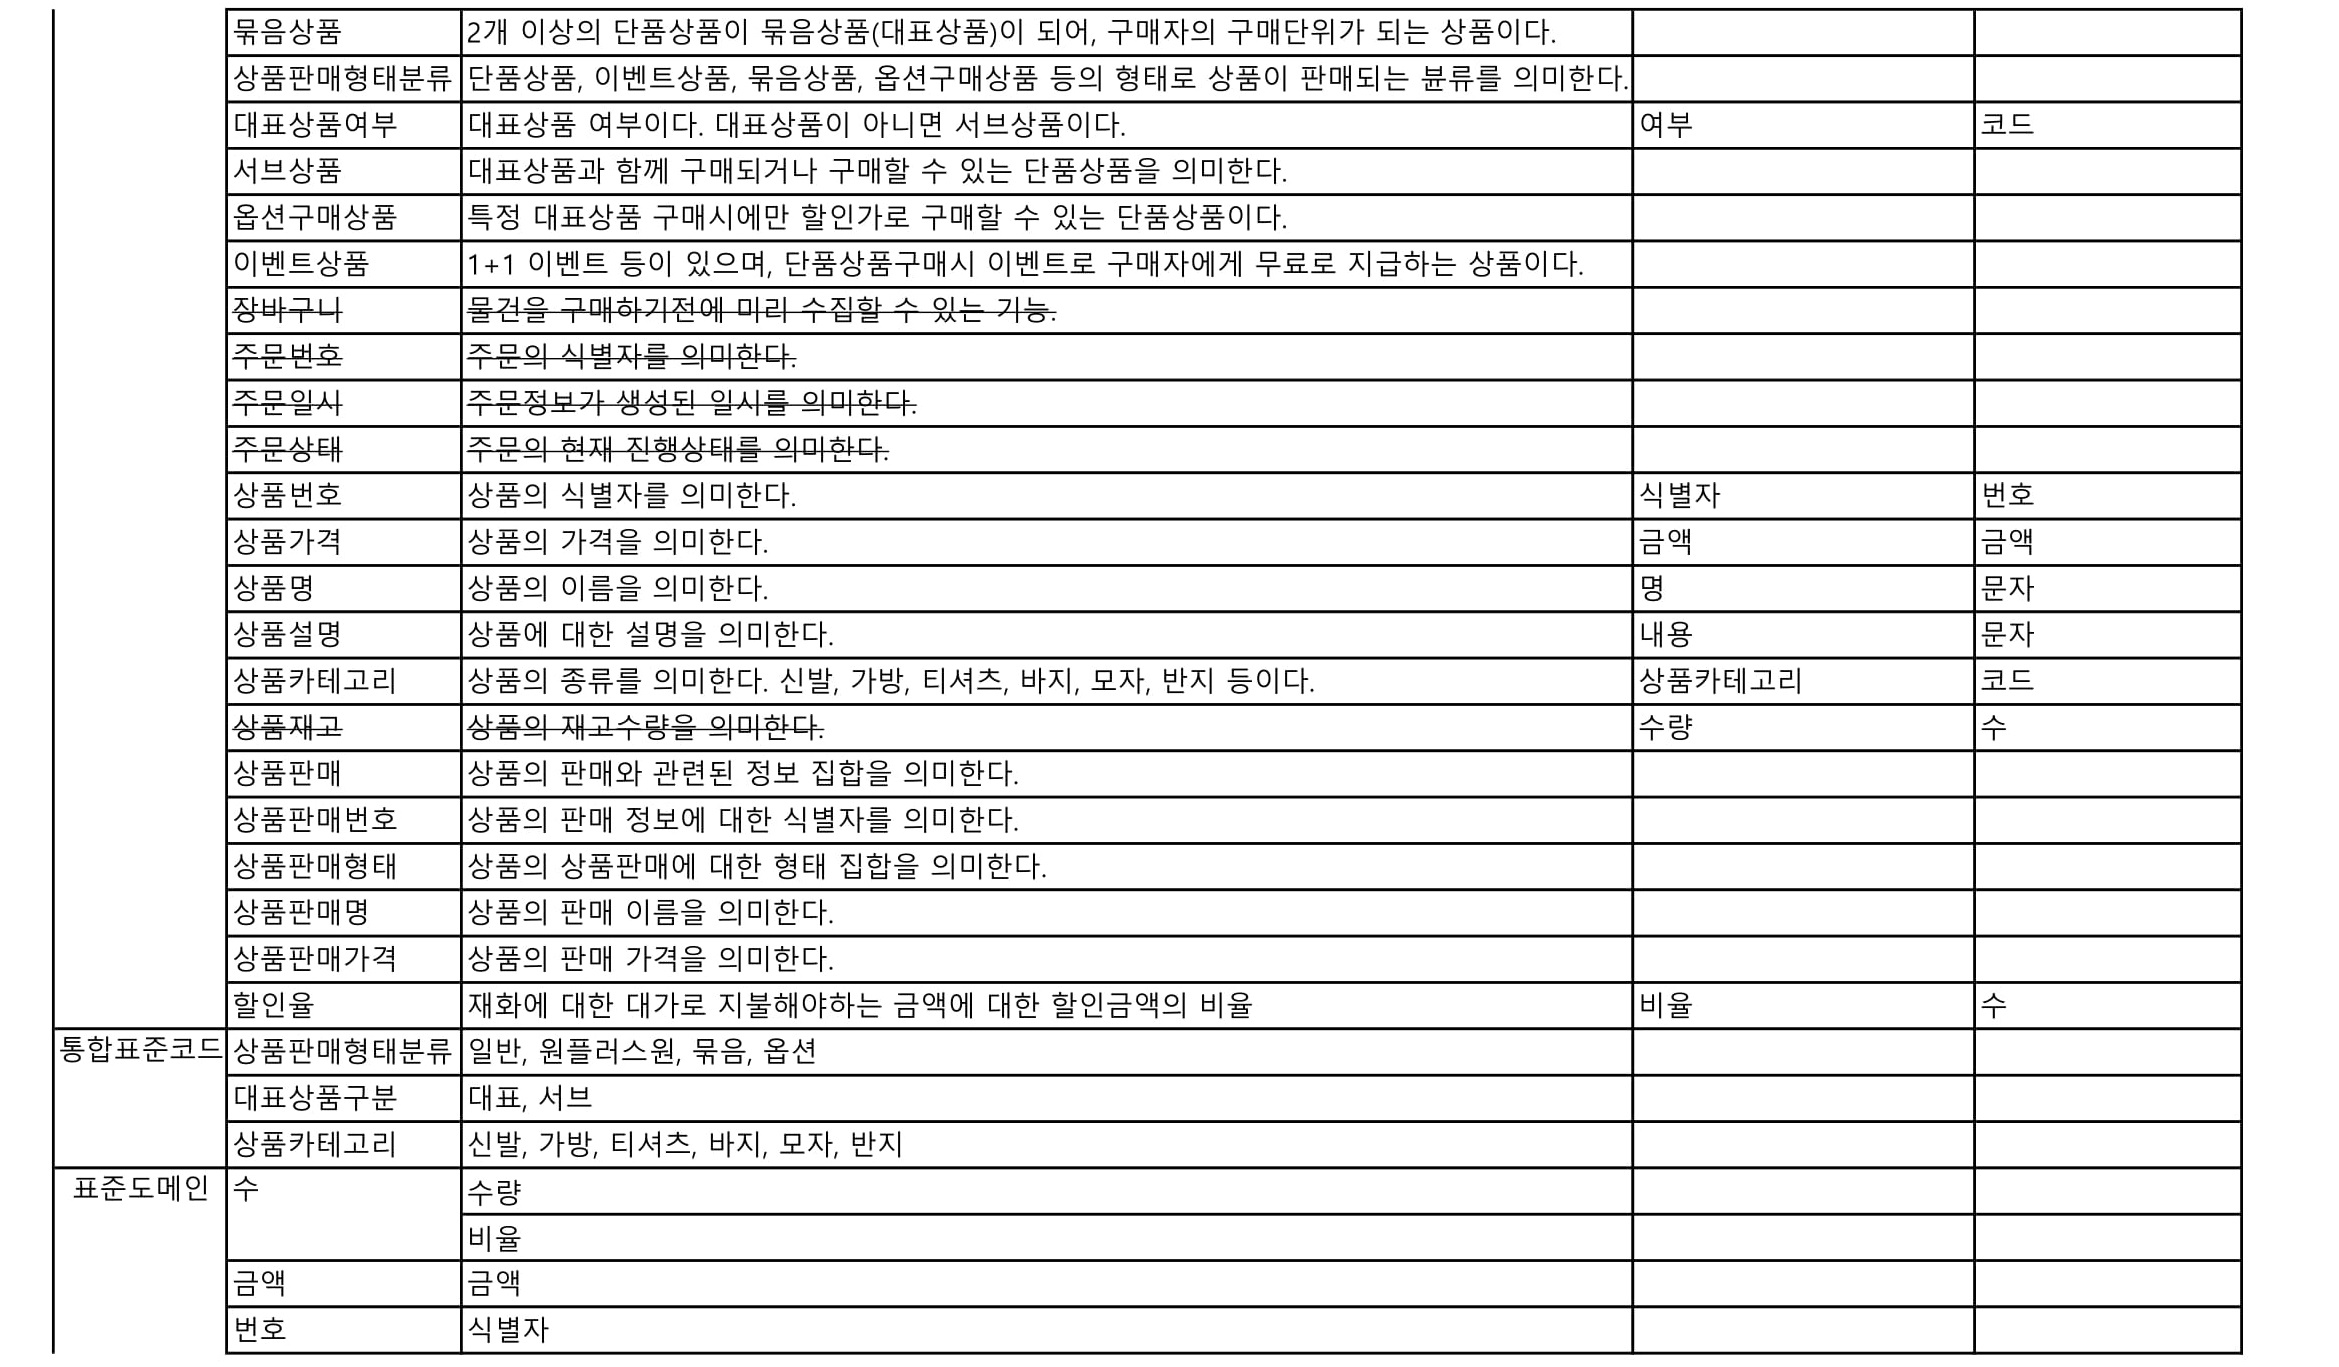 묶음상품 2개 이상의 단품상품이 묶음상품(대표상품)이 되어, 구매자의 구매단위가 되는 상품이다.
상품판매형태분류 단품상품, 이벤트상품, 묶음상품, 옵션구매상품 등의 형태로 상품이 판매되는 뷴류를 의미한다.
대표상품여부 대표상품 여부이다. 대표상품이 아니면 서브상품이다. 여부 코드
서브상품 대표상품과 함께 구매되거나 구매할 수 있는 단품상품을 의미한다.
옵션구매상품 특정 대표상품 구매시에만 할인가로 구매할 수 있는 단품상품이다.
이벤트상품 1+1 이벤트 등이 있으며, 단품상품구매시 이벤트로 구매자에게 무료로 지급하는 상품이다.
장바구니 물건을 구매하기전에 미리 수집할 수 있는 기능.
주문번호 주문의 식별자를 의미한다.
주문일시 주문정보가 생성된 일시를 의미한다.
주문상태 주문의 현재 진행상태를 의미한다.
상품번호 상품의 식별자를 의미한다. 식별자 번호
상품가격 상품의 가격을 의미한다. 금액 금액
상품명 상품의 이름을 의미한다. 명 문자
상품설명 상품에 대한 설명을 의미한다. 내용 문자
상품카테고리 상품의 종류를 의미한다. 신발, 가방, 티셔츠, 바지, 모자, 반지 등이다. 상품카테고리 코드
상품재고 상품의 재고수량을 의미한다. 수량 수
상품판매 상품의 판매와 관련된 정보 집합을 의미한다.
상품판매번호 상품의 판매 정보에 대한 식별자를 의미한다.
상품판매형태 상품의 상품판매에 대한 형태 집합을 의미한다.
상품판매명 상품의 판매 이름을 의미한다.
상품판매가격 상품의 판매 가격을 의미한다.
할인율 재화에 대한 대가로 지불해야하는 금액에 대한 할인금액의 비율 비율 수
통합표준코드 상품판매형태분류 일반, 원플러스원, 묶음, 옵션
대표상품구분 대표, 서브
상품카테고리 신발, 가방, 티셔츠, 바지, 모자, 반지
표준도메인 수 수량
비율
금액 금액
번호 식별자